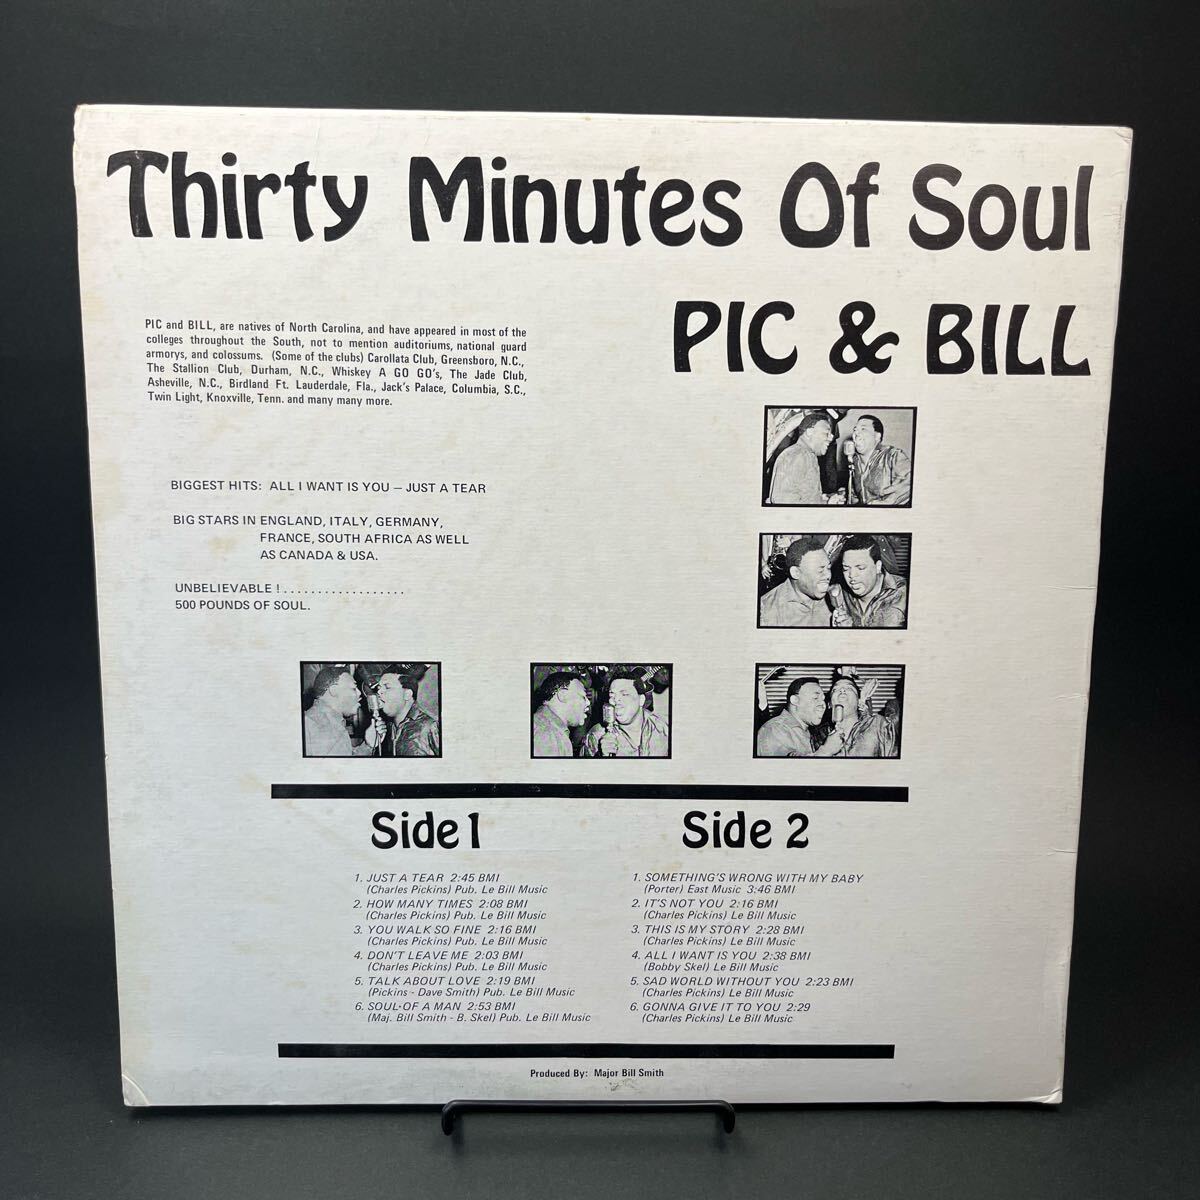 Thirty Minutes Of Soul
PIC & BILL
PIC and BILL, are natives of North Carolina, and have appeared in most of the
colleges throughout the South, not to mention auditoriums, national guard
armorys, and colossums. (Some of the clubs) Carollata Club, Greensboro, N.C.,
The Stallion Club, Durham, N.C., Whiskey A GO GO's, The Jade Club,
Asheville, N.C., Birdland Ft. Lauderdale, Fla., Jack's Palace, Columbia, S.C.,
Twin Light, Knoxville, Tenn. and many many more.
BIGGEST HITS: ALL I WANT IS YOU – JUST A TEAR
BIG STARS IN ENGLAND, ITALY, GERMANY,
FRANCE, SOUTH AFRICA AS WELL
AS CANADA & USA.
UNBELIEVABLE !..................
500 POUNDS OF SOUL.
Side 1
1. JUST A TEAR 2:45 BMI
(Charles Pickins) Pub. Le Bill Music
2. HOW MANY TIMES 2:08 BMI
(Charles Pickins) Pub. Le Bill Music
3. YOU WALK SO FINE 2:16 BMI
(Charles Pickins) Pub. Le Bill Music
4. DON'T LEAVE ME 2:03 BMI
(Charles Pickins) Pub. Le Bill Music
5. TALK ABOUT LOVE 2:19 BMI
(Pickins - Dave Smith) Pub. Le Bill Music
6. SOUL·OF A MAN 2:53 BMI
(Maj. Bill Smith - B. Skel) Pub. Le Bill Music
Side 2
1. SOMETHING'S WRONG WITH MY BABY
(Porter) East Music 3:46 BMI
2. IT'S NOT YOU 2:16 BMI
(Charles Pickins) Le Bill Music
3. THIS IS MY STORY 2:28 BMI
(Charles Pickins) Le Bill Music
4. ALL I WANT IS YOU 2:38 BMI
(Bobby Skel) Le Bill Music
5. SAD WORLD WITHOUT YOU 2:23 BMI
(Charles Pickins) Le Bill Music
6. GONNA GIVE IT TO YOU 2:29
(Charles Pickins) Le Bill Music
Produced By: Major Bill Smith